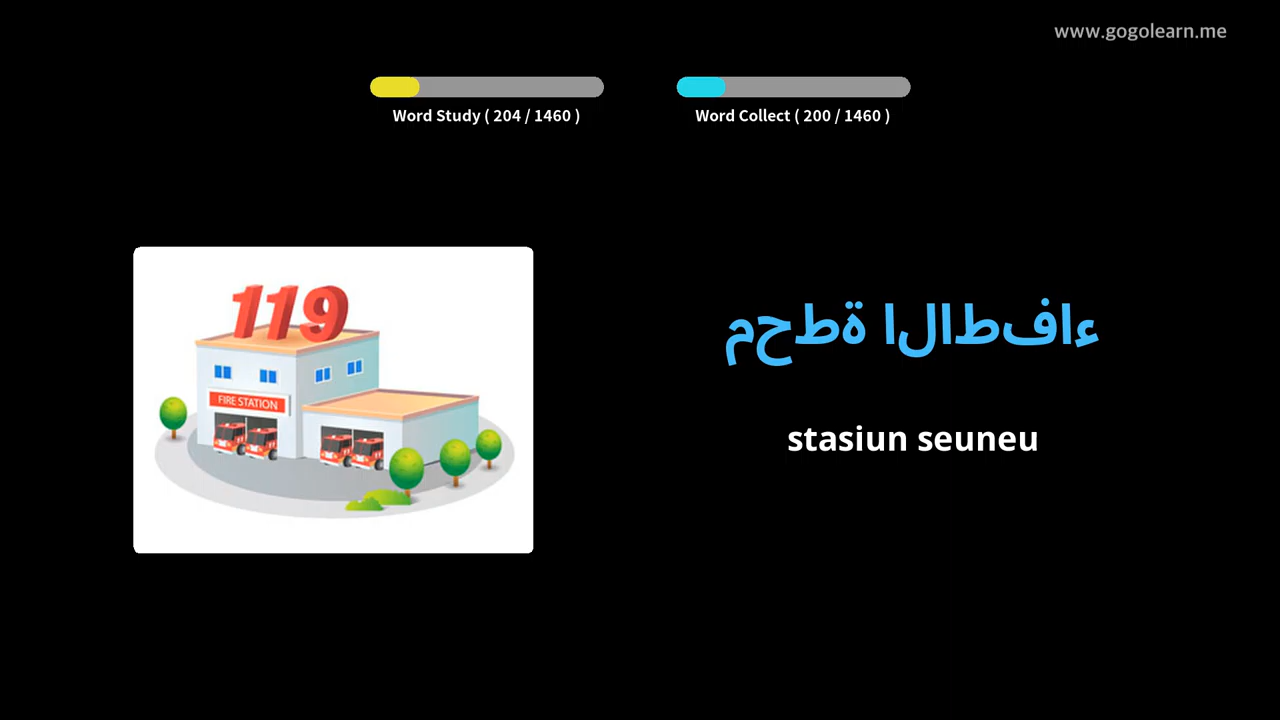 www.gogolearn.me
Word Study ( 204 / 1460 )
Word Collect ( 200 / 1460 )
119
FIRE STATION
محطة الاطفاء
stasiun seuneu